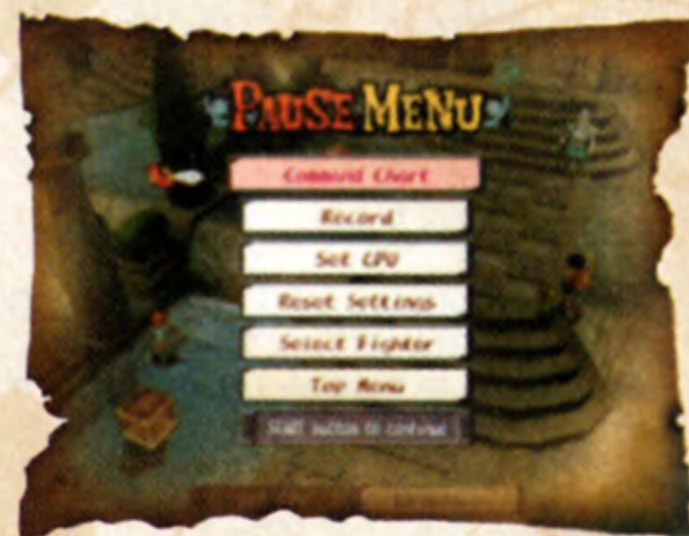 PAUSE MENU
Command Chart
Record
Set CPU
Reset Settings
Select Fighter
Top Menu
START button to continue